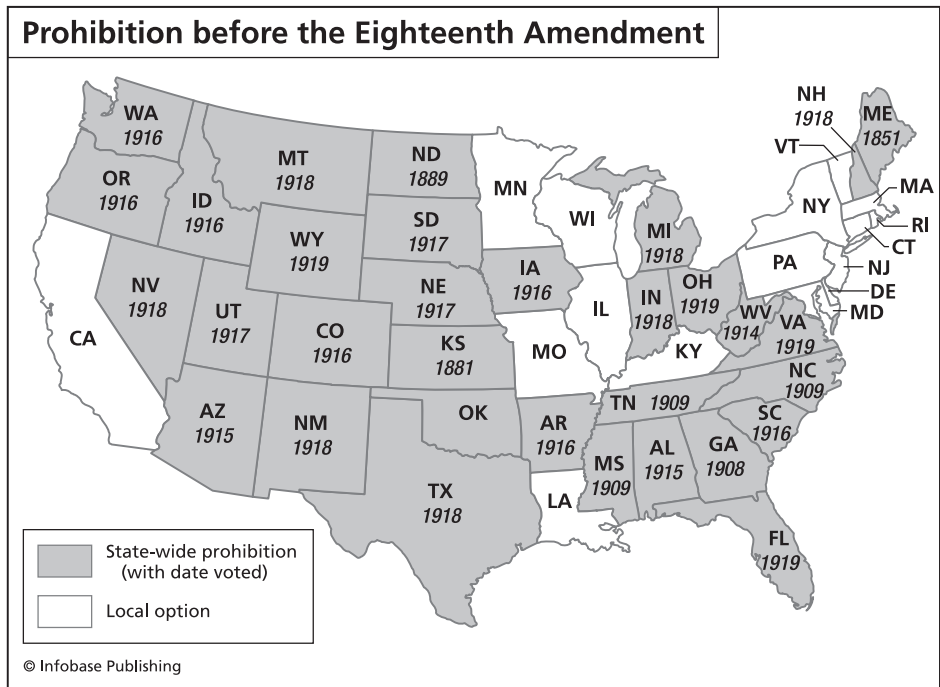 Prohibition before the Eighteenth Amendment
WA
1916
OR
1916
ID
1916
MT
1918
ND
1889
SD
1917
WY
1919
NE
1917
NV
1918
UT
1917
CO
1916
KS
1881
CA
AZ
1915
NM
1918
OK
TX
1918
MN
IA
1916
MO
AR
1916
LA
WI
IL
MI
1918
IN
1918
OH
1919
KY
TN 1909
MS
1909
AL
1915
GA
1908
FL
1919
SC
1916
NC
1909
VA
1919
WV
1914
PA
NY
VT
NH
1918
ME
1851
MA
RI
CT
NJ
DE
MD
State-wide prohibition
(with date voted)
Local option
© Infobase Publishing